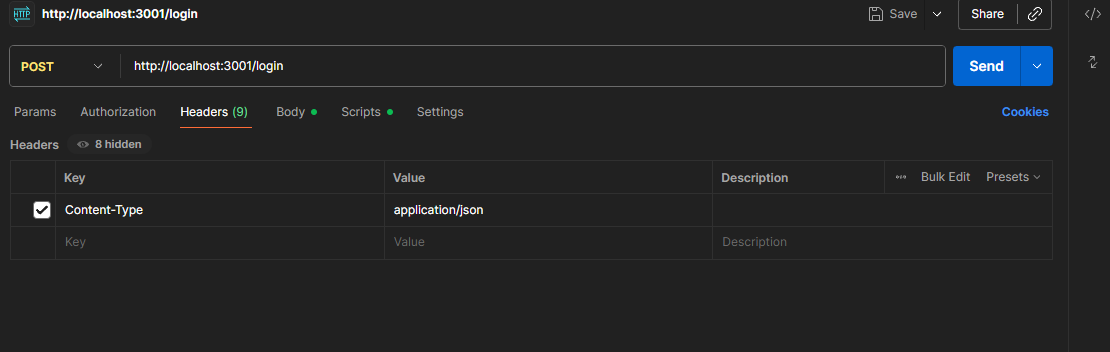 HTTP http://localhost:3001/login Save Share
POST http://localhost:3001/login Send
Params Authorization Headers (9) Body Scripts Settings Cookies
Headers 8 hidden
Key Value Description Bulk Edit Presets
Content-Type application/json
Key Value Description